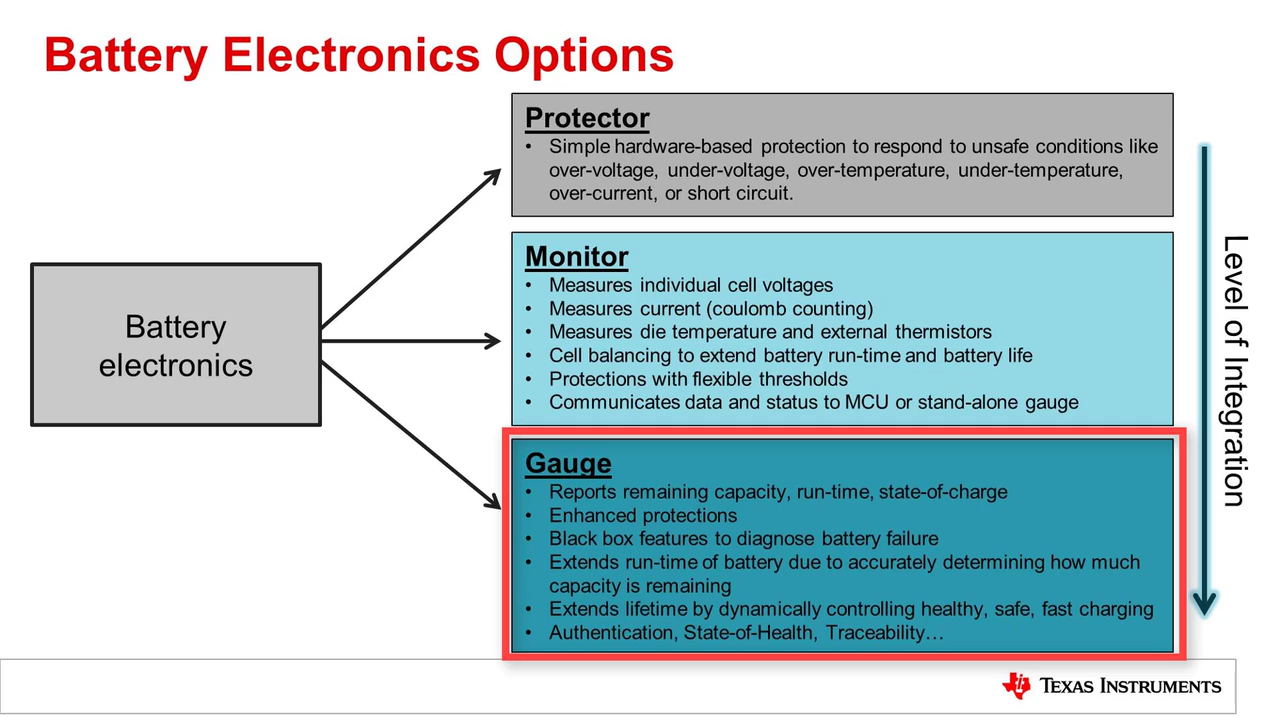 Battery Electronics Options
Battery
electronics
Protector
• Simple hardware-based protection to respond to unsafe conditions like
over-voltage, under-voltage, over-temperature, under-temperature,
over-current, or short circuit.
Monitor
• Measures individual cell voltages
• Measures current (coulomb counting)
• Measures die temperature and external thermistors
• Cell balancing to extend battery run-time and battery life
• Protections with flexible thresholds
• Communicates data and status to MCU or stand-alone gauge
Gauge
• Reports remaining capacity, run-time, state-of-charge
• Enhanced protections
• Black box features to diagnose battery failure
• Extends run-time of battery due to accurately determining how much
capacity is remaining
• Extends lifetime by dynamically controlling healthy, safe, fast charging
• Authentication, State-of-Health, Traceability…
Level of Integration
TEXAS INSTRUMENTS